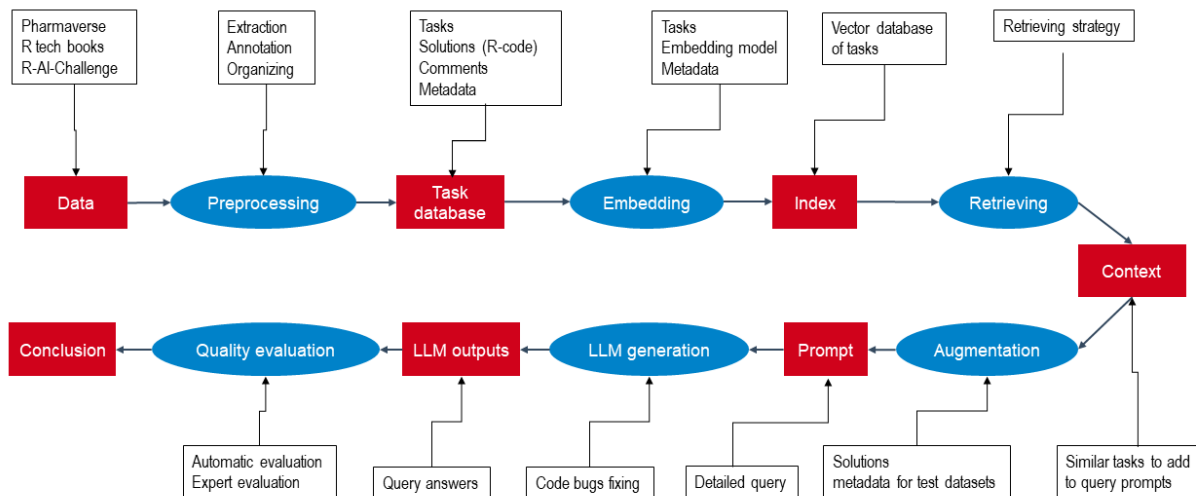 Pharmaverse
R tech books
R-AI-Challenge
Extraction
Annotation
Organizing
Tasks
Solutions (R-code)
Comments
Metadata
Tasks
Embedding model
Metadata
Vector database
of tasks
Retrieving strategy
Data
Preprocessing
Task
database
Embedding
Index
Retrieving
Context
Conclusion
Quality evaluation
LLM outputs
LLM generation
Prompt
Augmentation
Automatic evaluation
Expert evaluation
Query answers
Code bugs fixing
Detailed query
Solutions
metadata for test datasets
Similar tasks to add
to query prompts